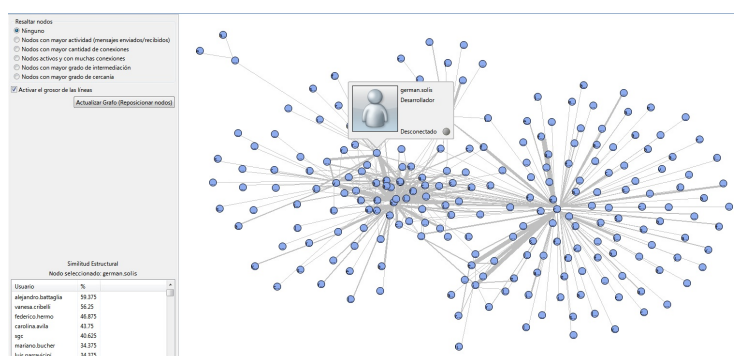 Resaltar nodos
Ninguno
Nodos con mayor actividad (mensajes enviados/recibidos)
Nodos con mayor cantidad de conexiones
Nodos activos y con muchas conexiones
Nodos con mayor grado de intermediación
Nodos con mayor grado de cercanía
Activar el grosor de las líneas
Actualizar Grafo (Reposicionar nodos)
german.solis
Desarrollador
Desconectado
Similitud Estructural
Nodo seleccionado: german.solis
Usuario %
alejandro.battaglia 59.375
vanesa.cribelli 56.25
federico.hermo 46.875
carolina.avila 43.75
sgc 40.625
mariano.bucher 34.375
34.375